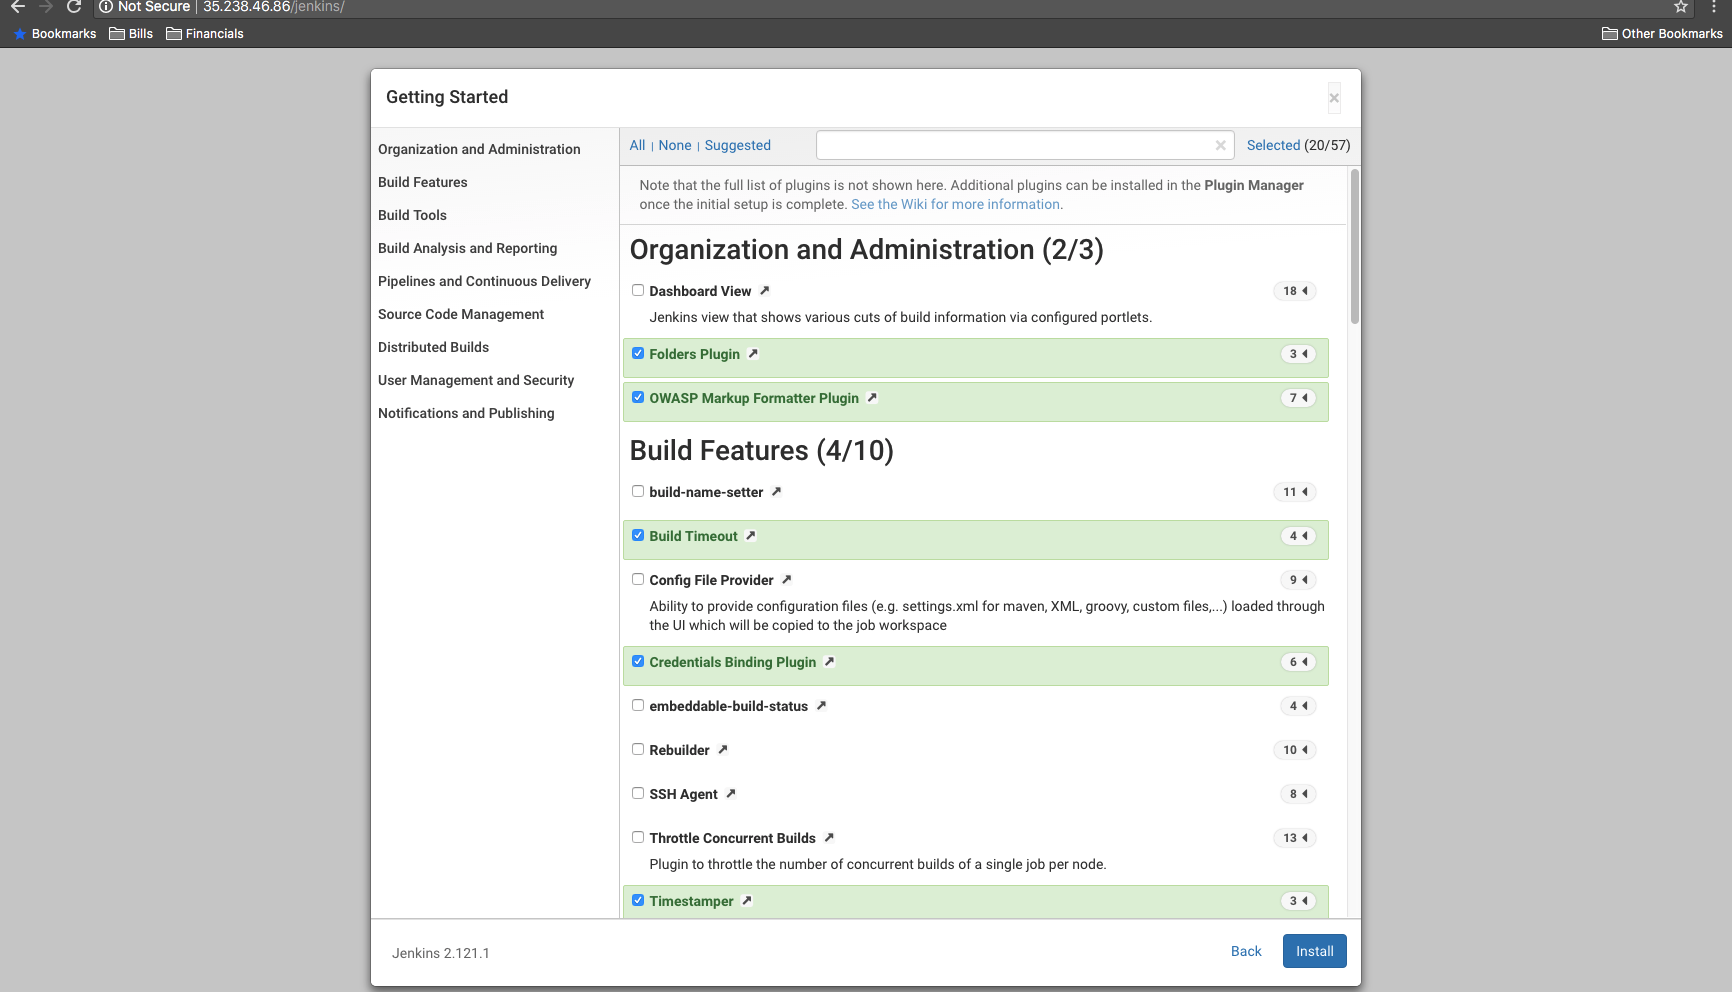 Not Secure | 35.238.46.86/jenkins/
Bookmarks Bills Financials Other Bookmarks
Getting Started ×
Organization and Administration
Build Features
Build Tools
Build Analysis and Reporting
Pipelines and Continuous Delivery
Source Code Management
Distributed Builds
User Management and Security
Notifications and Publishing
All | None | Suggested × Selected (20/57)
Note that the full list of plugins is not shown here. Additional plugins can be installed in the Plugin Manager
once the initial setup is complete. See the Wiki for more information.
Organization and Administration (2/3)
Dashboard View 18
Jenkins view that shows various cuts of build information via configured portlets.
Folders Plugin 3
OWASP Markup Formatter Plugin 7
Build Features (4/10)
build-name-setter 11
Build Timeout 4
Config File Provider 9
Ability to provide configuration files (e.g. settings.xml for maven, XML, groovy, custom files,...) loaded through
the UI which will be copied to the job workspace
Credentials Binding Plugin 6
embeddable-build-status 4
Rebuilder 10
SSH Agent 8
Throttle Concurrent Builds 13
Plugin to throttle the number of concurrent builds of a single job per node.
Timestamper 3
Jenkins 2.121.1 Back Install